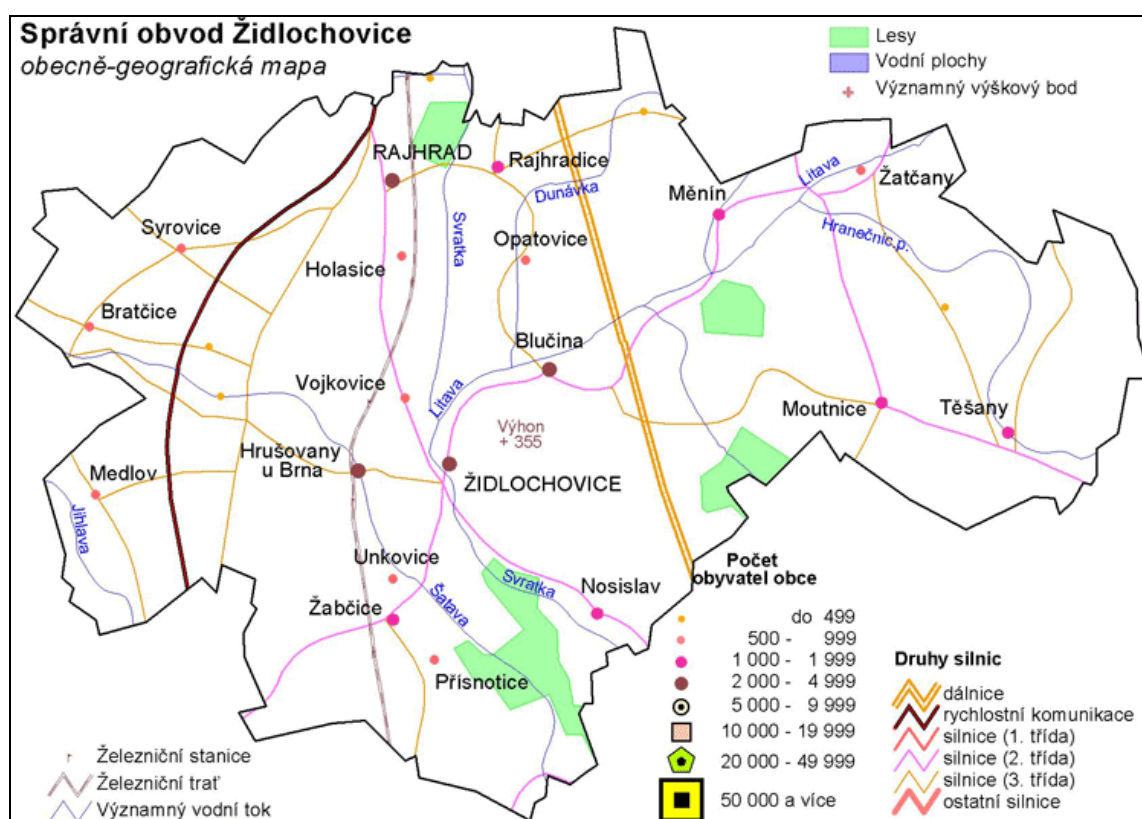 Správní obvod Židlochovice
obecně-geografická mapa
Lesy
Vodní plochy
Významný výškový bod
RAJHRAD
Rajhradice
Dunávka
Litava
Žatčany
Měnín
Syrovice
Svratka
Opatovice
Hranečnic p.
Holasice
Bratčice
Blučina
Vojkovice
Litava
Moutnice
Těšany
Výhon
+ 355
Hrušovany
u Brna
ŽIDLOCHOVICE
Medlov
Jihlava
Unkovice
Šatava
Svratka
Nosislav
Žabčice
Přísnotice
Počet
obyvatel obce
do 499
500 - 999
1 000 - 1 999
2 000 - 4 999
5 000 - 9 999
10 000 - 19 999
20 000 - 49 999
50 000 a více
Druhy silnic
dálnice
rychlostní komunikace
silnice (1. třída)
silnice (2. třída)
silnice (3. třída)
ostatní silnice
Železniční stanice
Železniční trať
Významný vodní tok